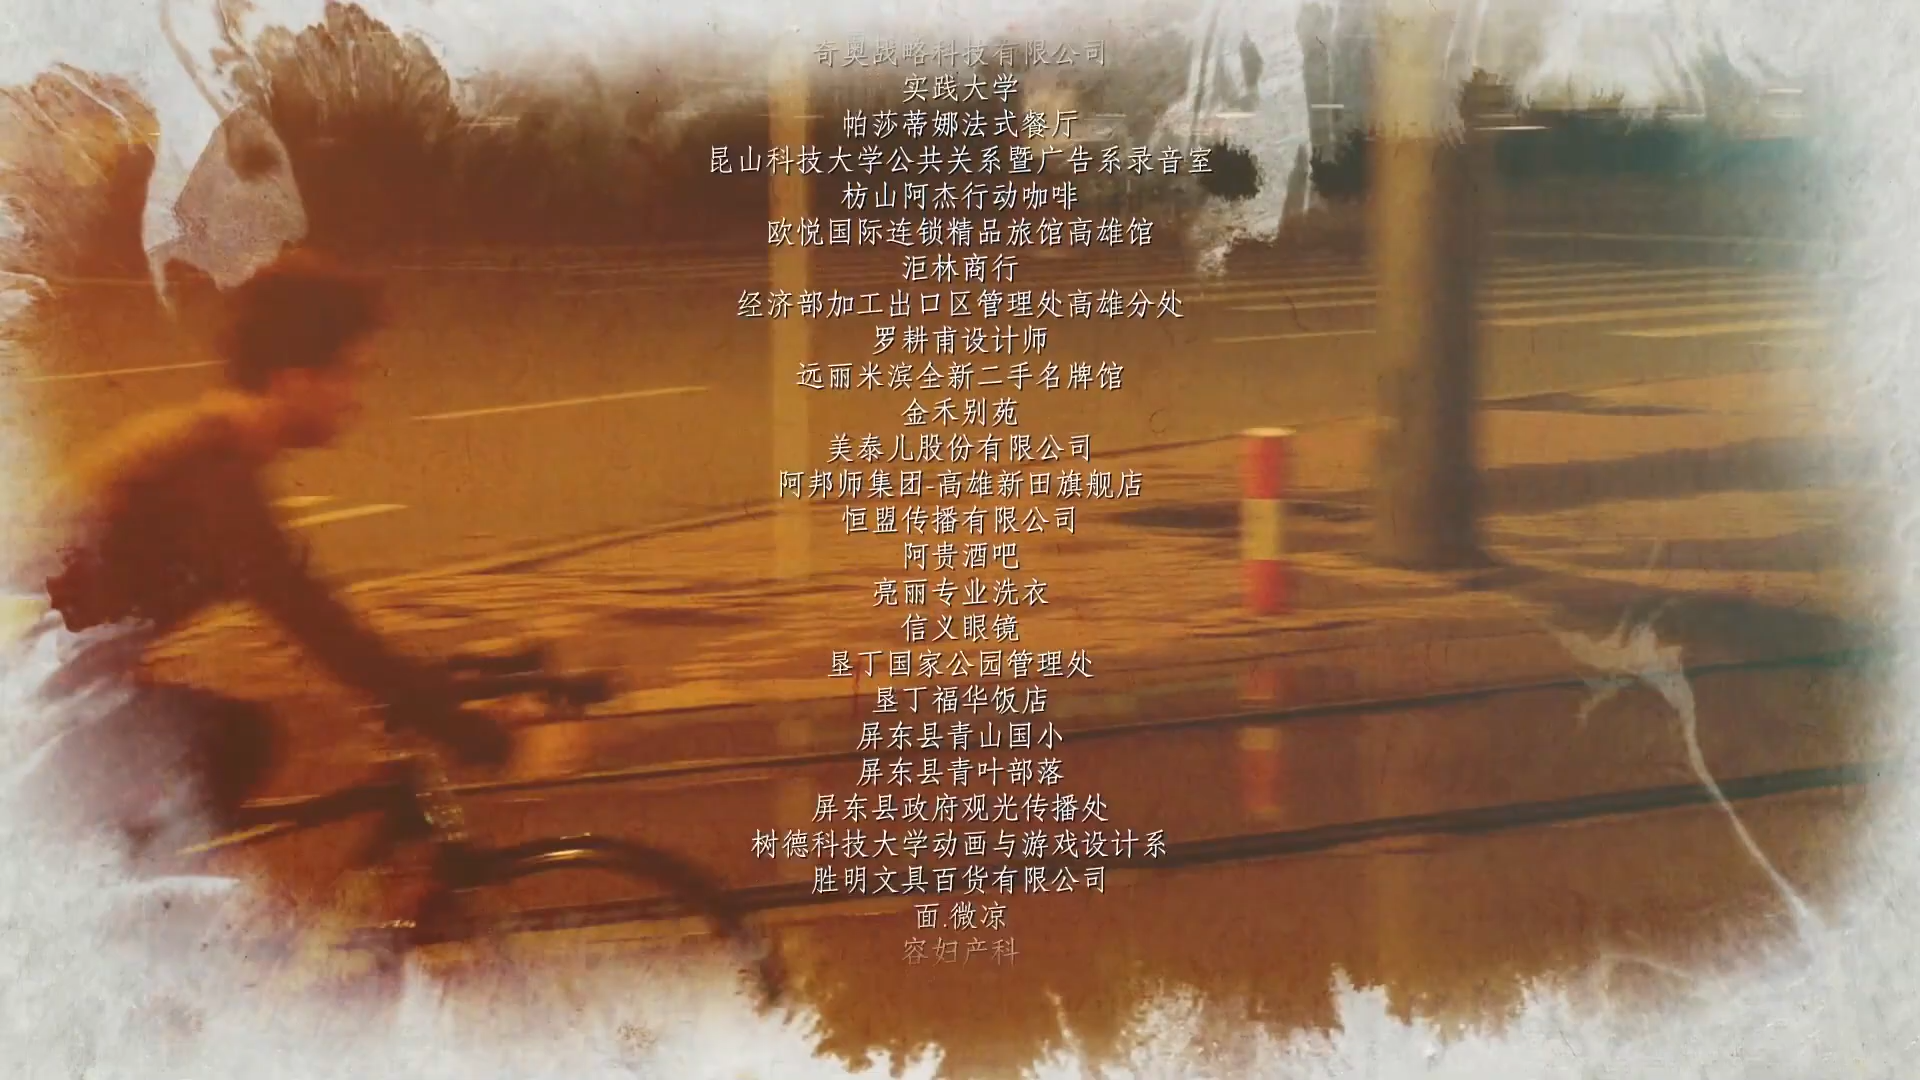 奇奥战略科技有限公司
实践大学
帕莎蒂娜法式餐厅
昆山科技大学公共关系暨广告系录音室
枋山阿杰行动咖啡
欧悦国际连锁精品旅馆高雄馆
洰林商行
经济部加工出口区管理处高雄分处
罗耕甫设计师
远丽米滨全新二手名牌馆
金禾别苑
美泰儿股份有限公司
阿邦师集团-高雄新田旗舰店
恒盟传播有限公司
阿贵酒吧
亮丽专业洗衣
信义眼镜
垦丁国家公园管理处
垦丁福华饭店
屏东县青山国小
屏东县青叶部落
屏东县政府观光传播处
树德科技大学动画与游戏设计系
胜明文具百货有限公司
面.微凉
容妇产科